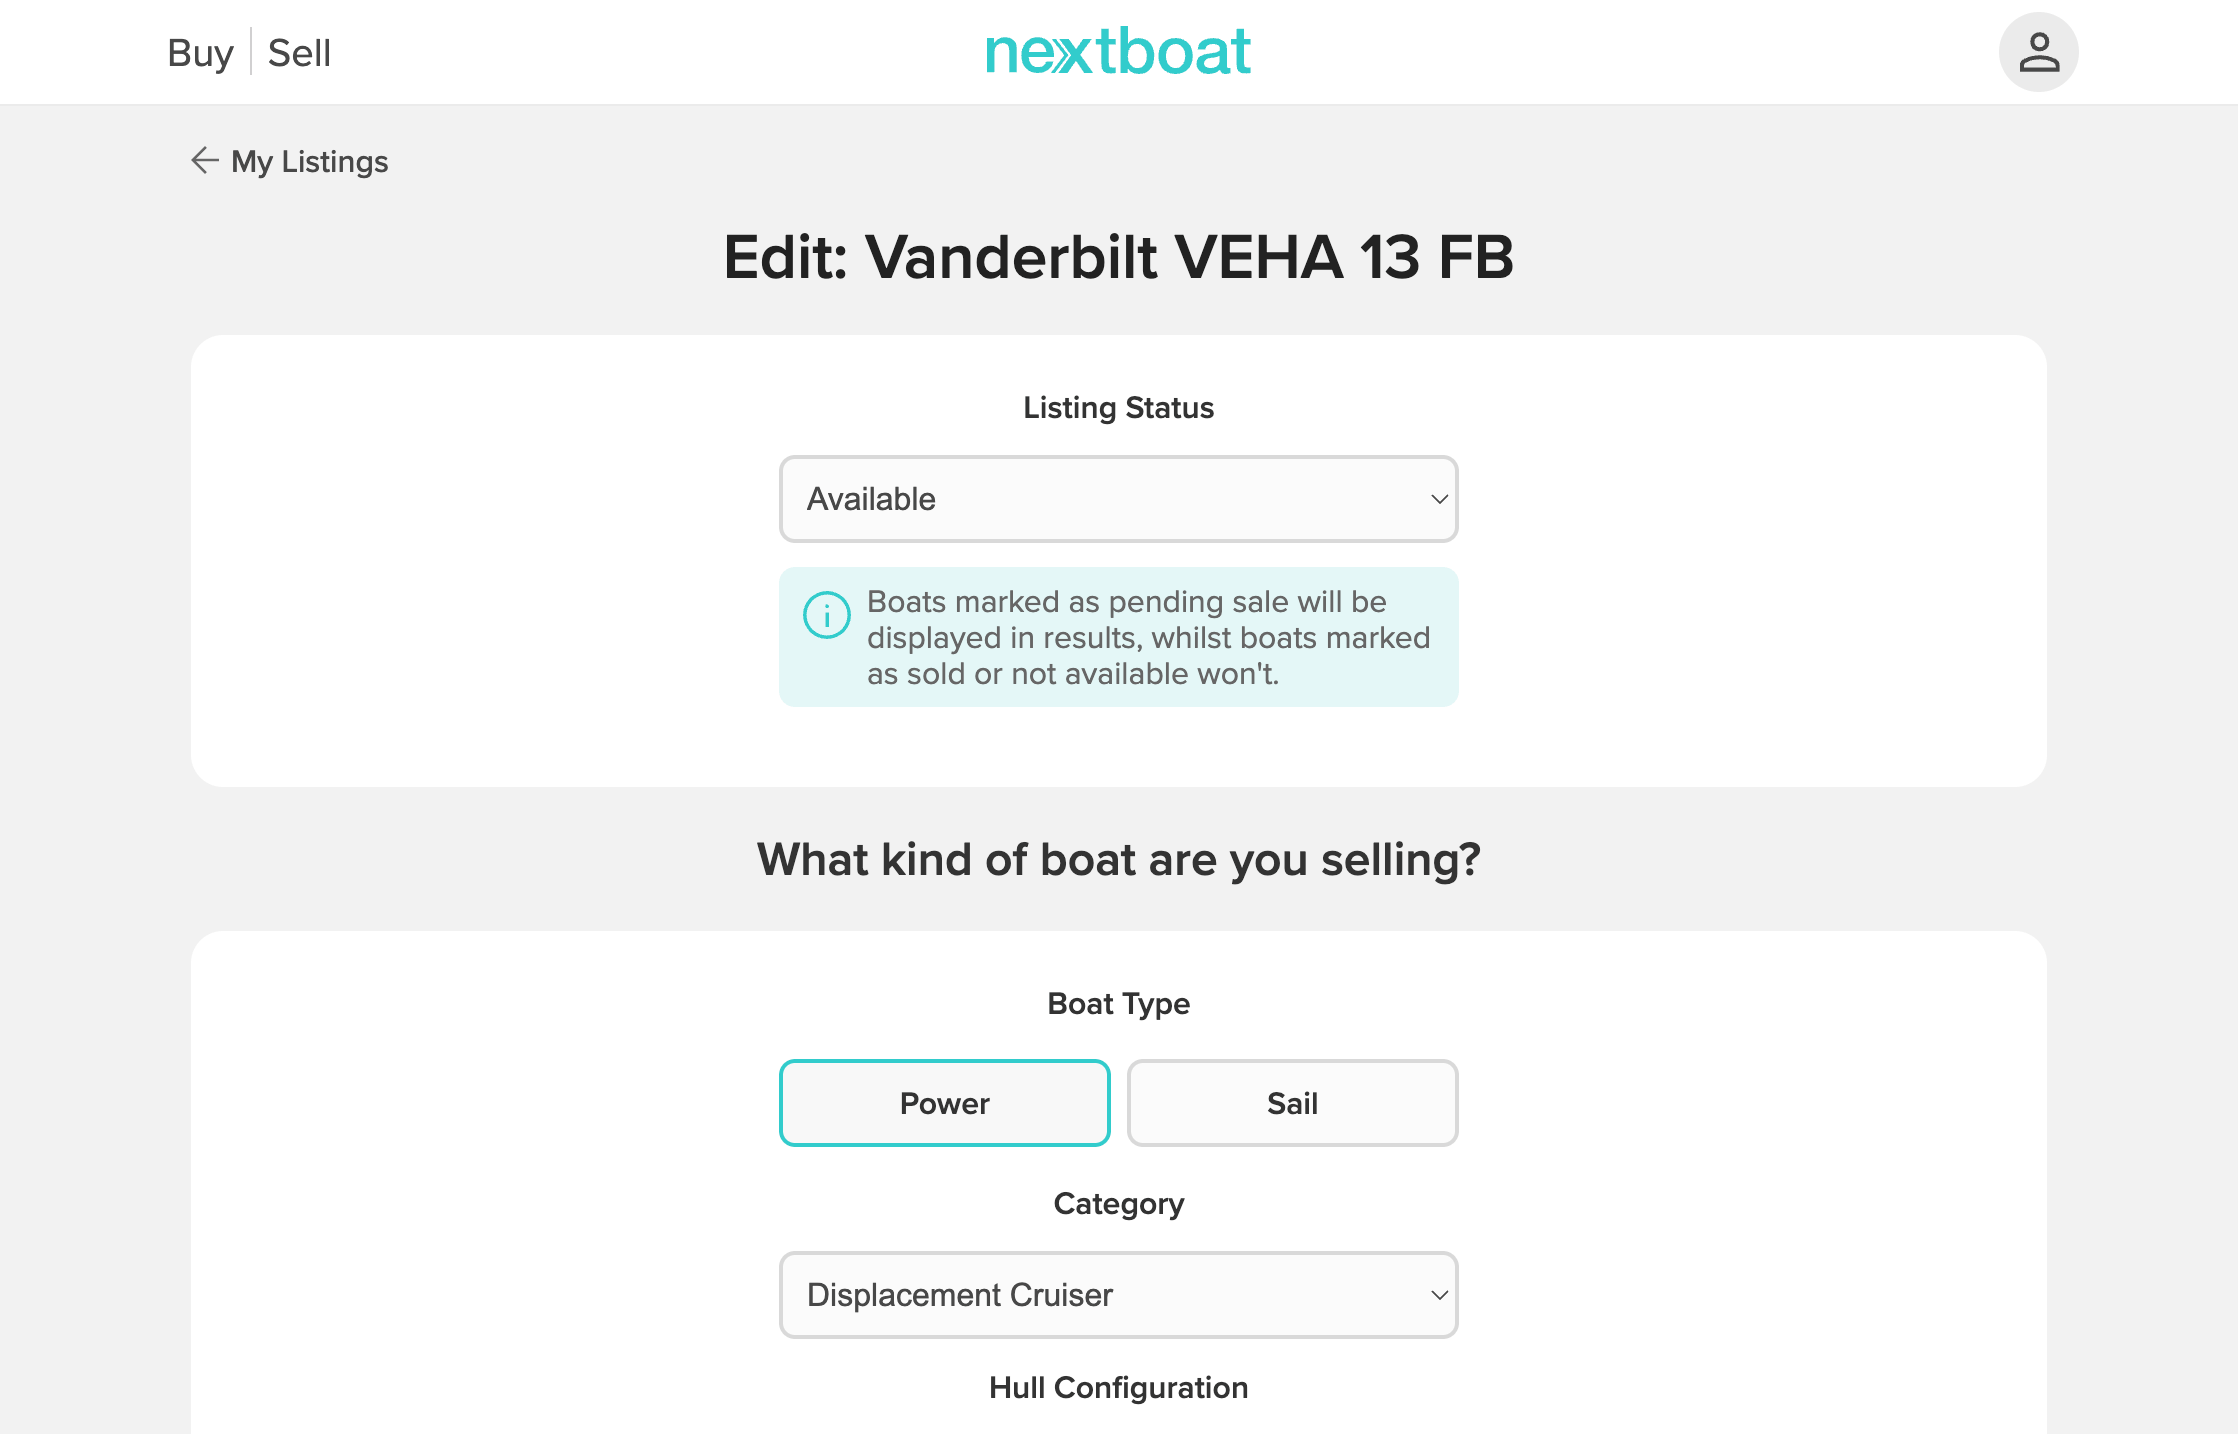 Buy
Sell
nextboat
My Listings
Edit: Vanderbilt VEHA 13 FB
Listing Status
Available
Boats marked as pending sale will be
displayed in results, whilst boats marked
as sold or not available won't.
What kind of boat are you selling?
Boat Type
Power
Sail
Category
Displacement Cruiser
Hull Configuration